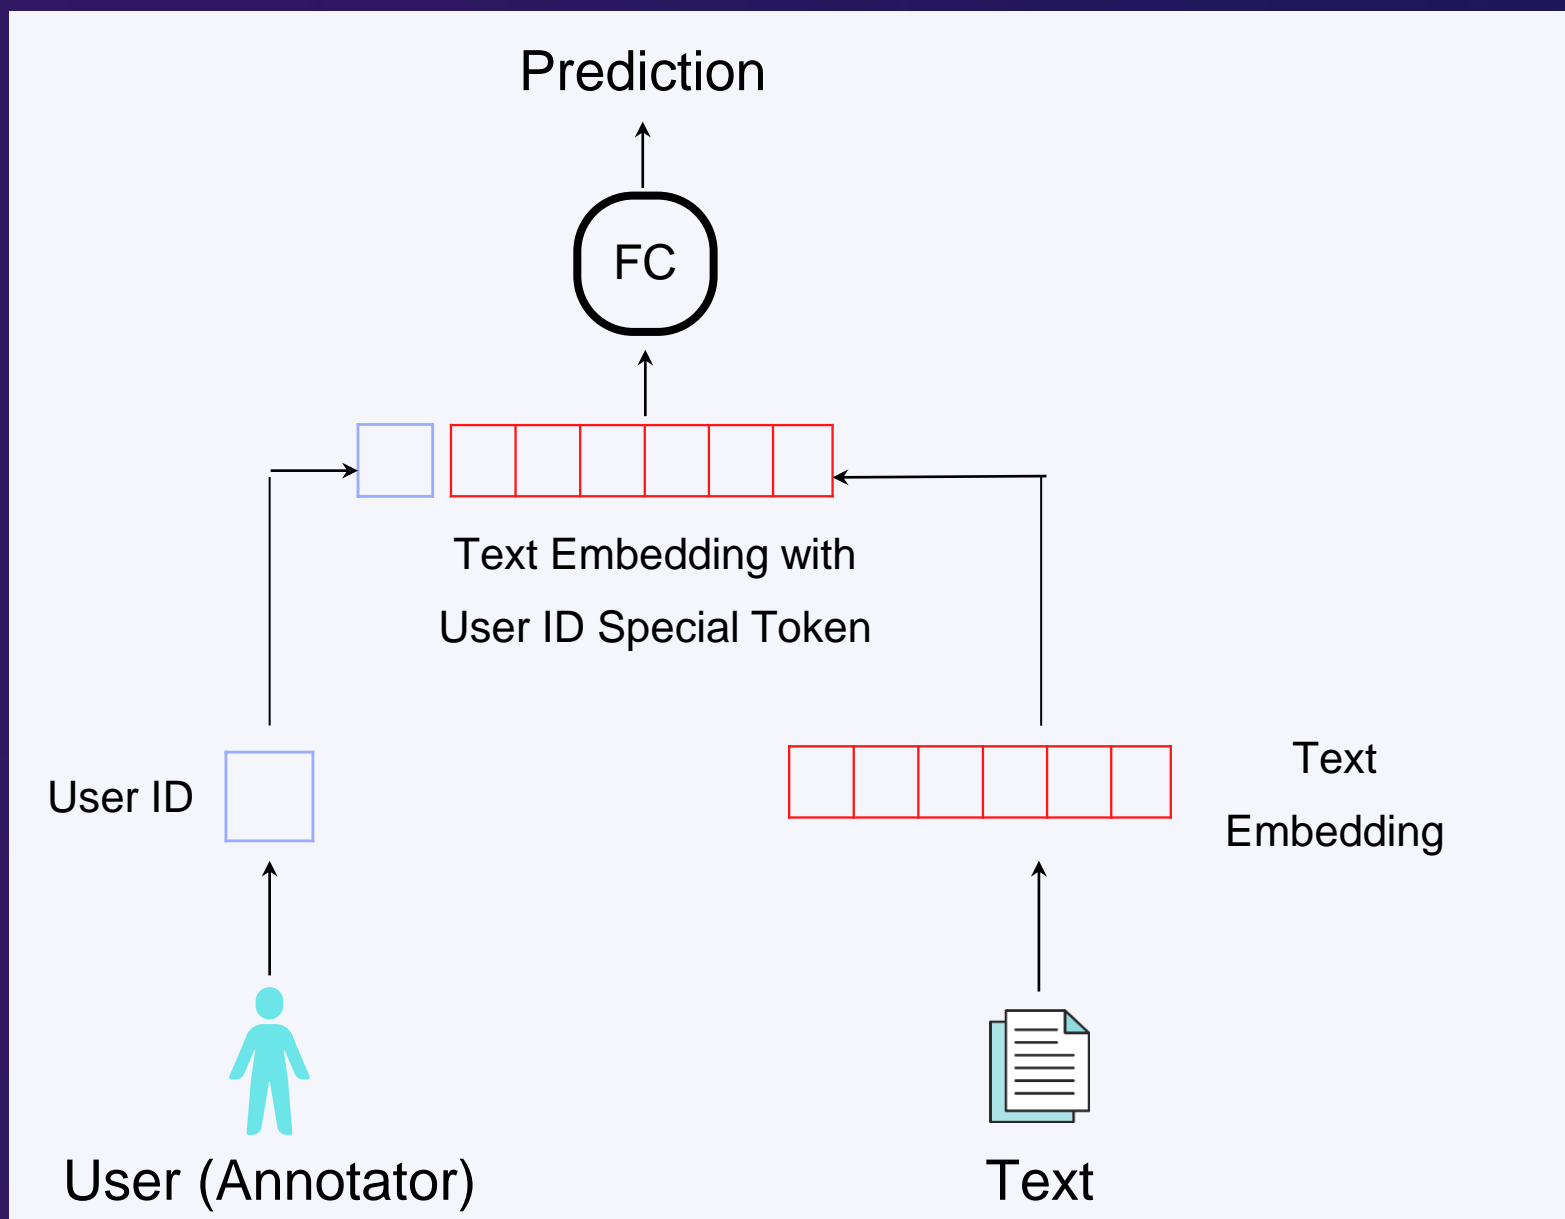 Prediction
FC
Text Embedding with
User ID Special Token
User ID
Text
Embedding
User (Annotator)
Text